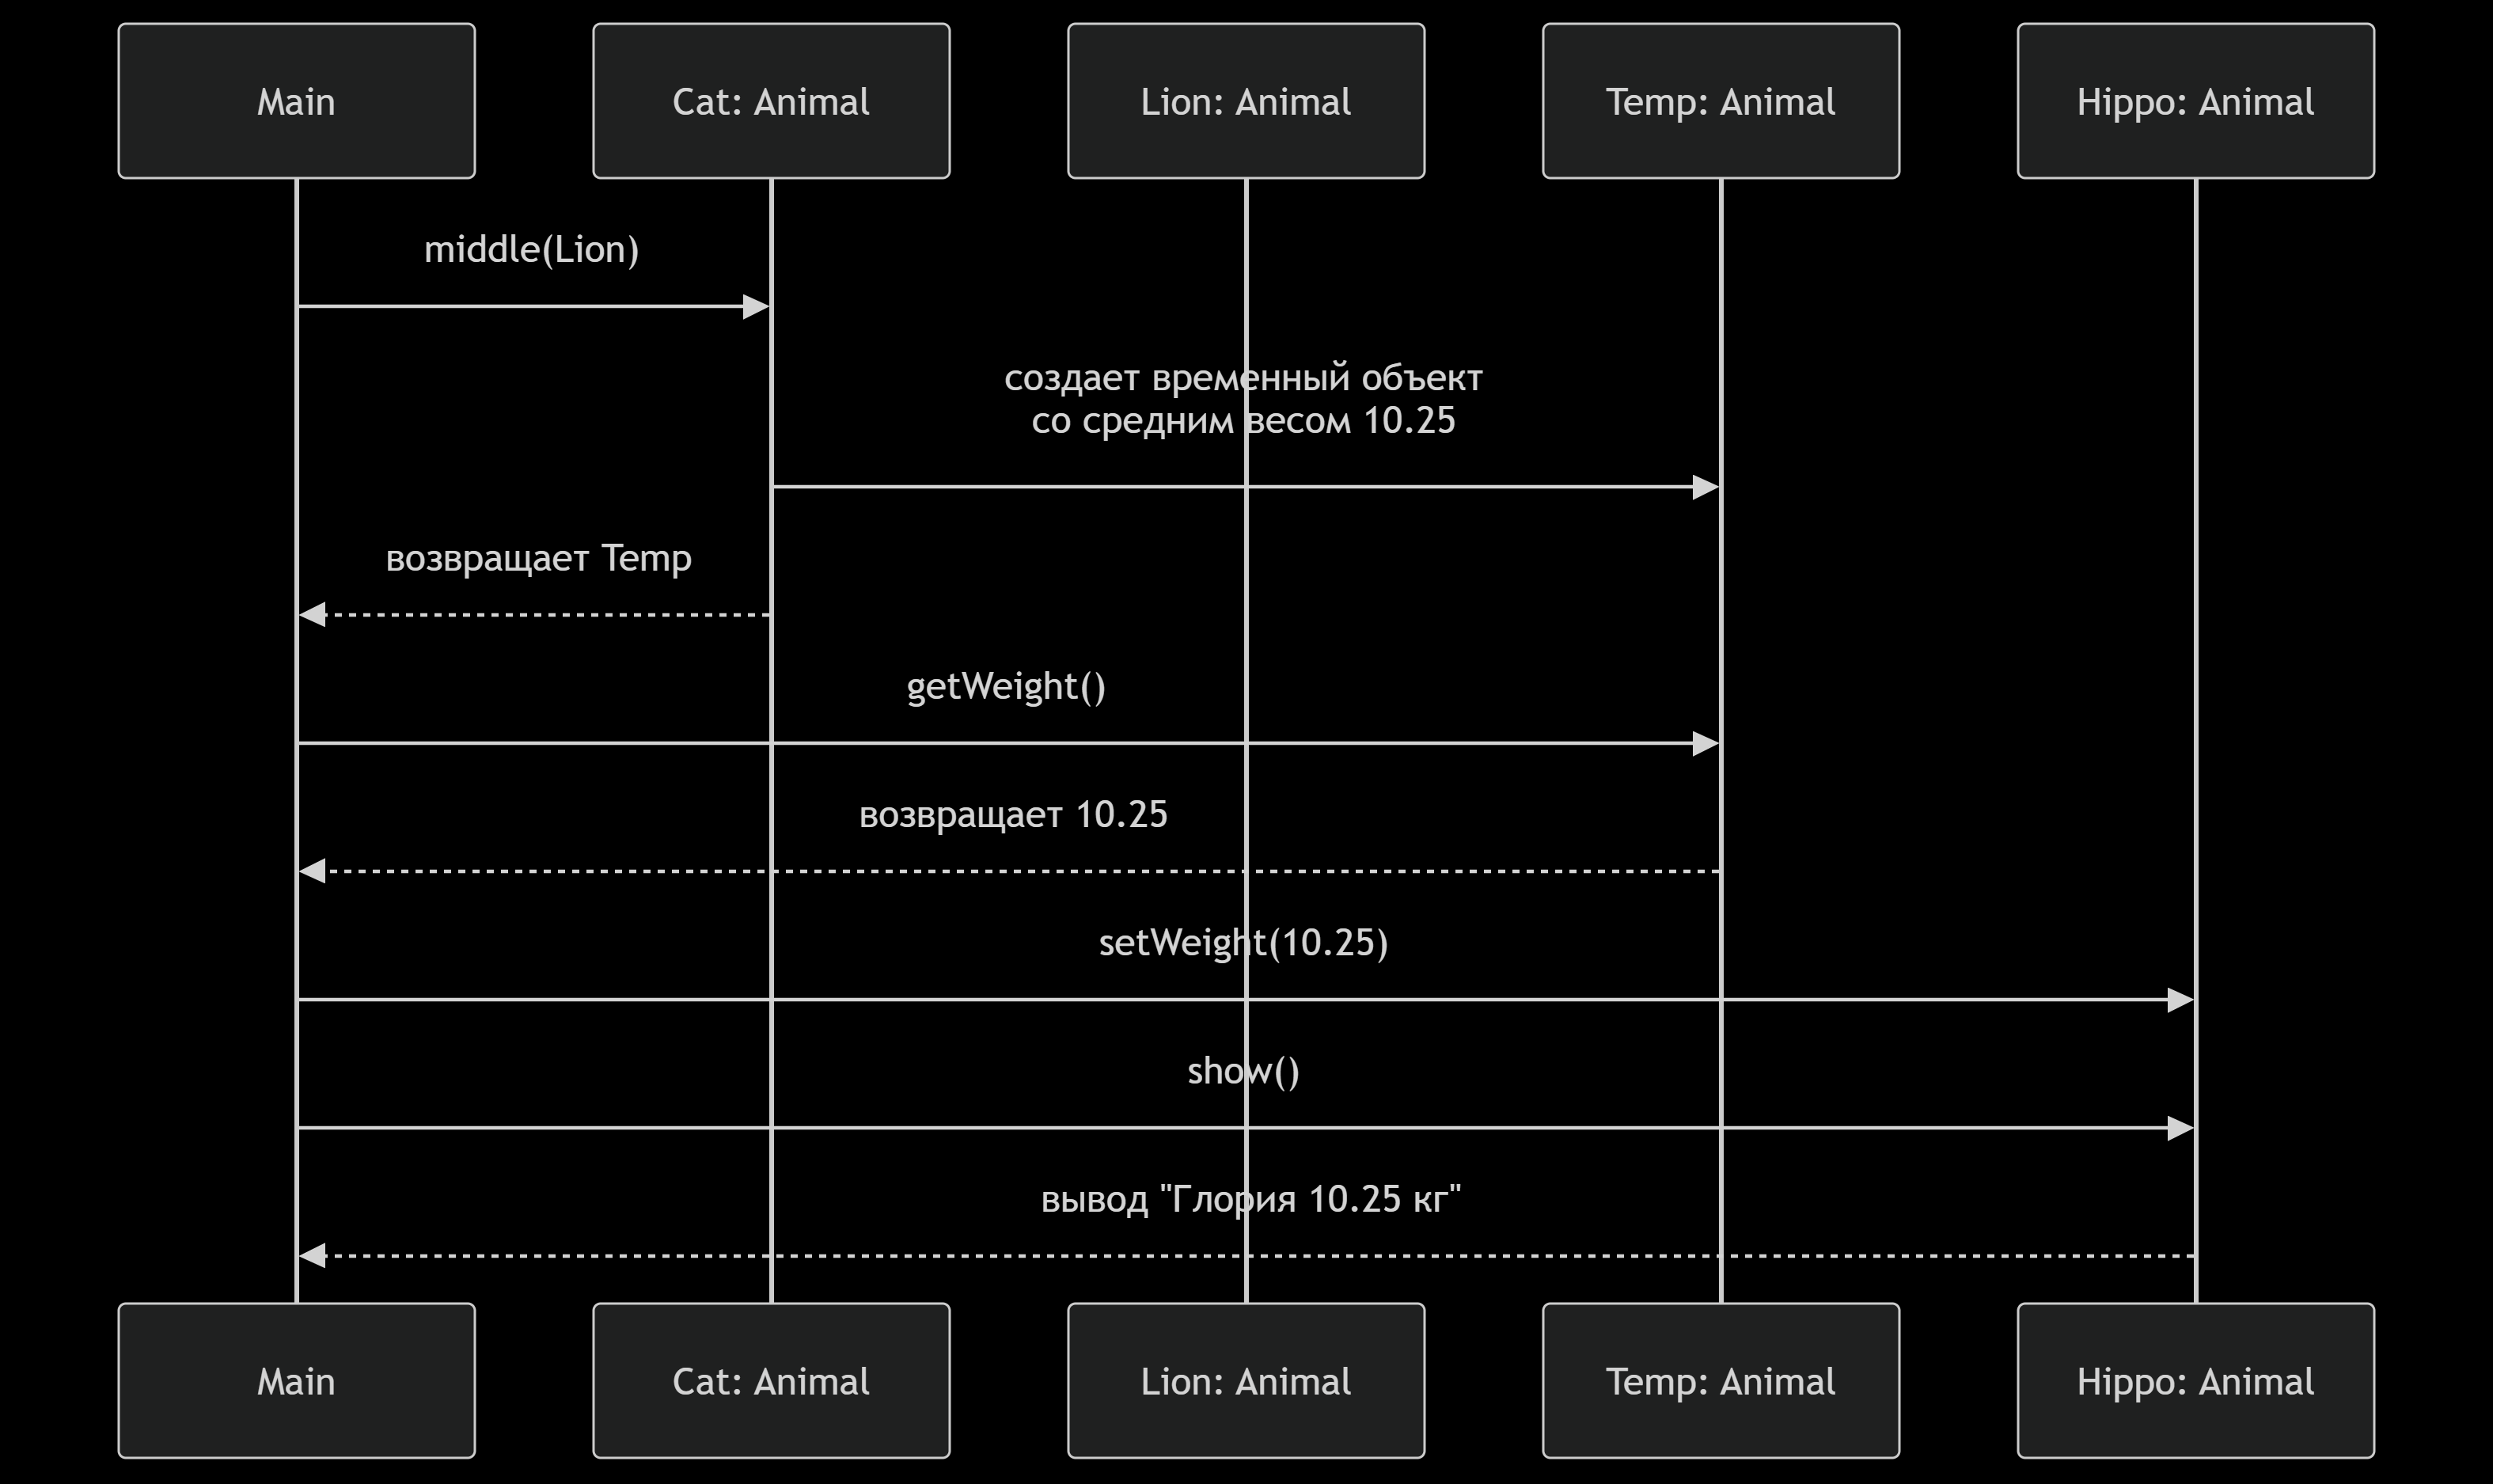 Main
Cat: Animal
Lion: Animal
Temp: Animal
Hippo: Animal
middle(Lion)
создает временный объект
со средним весом 10.25
возвращает Temp
getWeight()
возвращает 10.25
setWeight(10.25)
show()
вывод "Глория 10.25 кг"
Main
Cat: Animal
Lion: Animal
Temp: Animal
Hippo: Animal